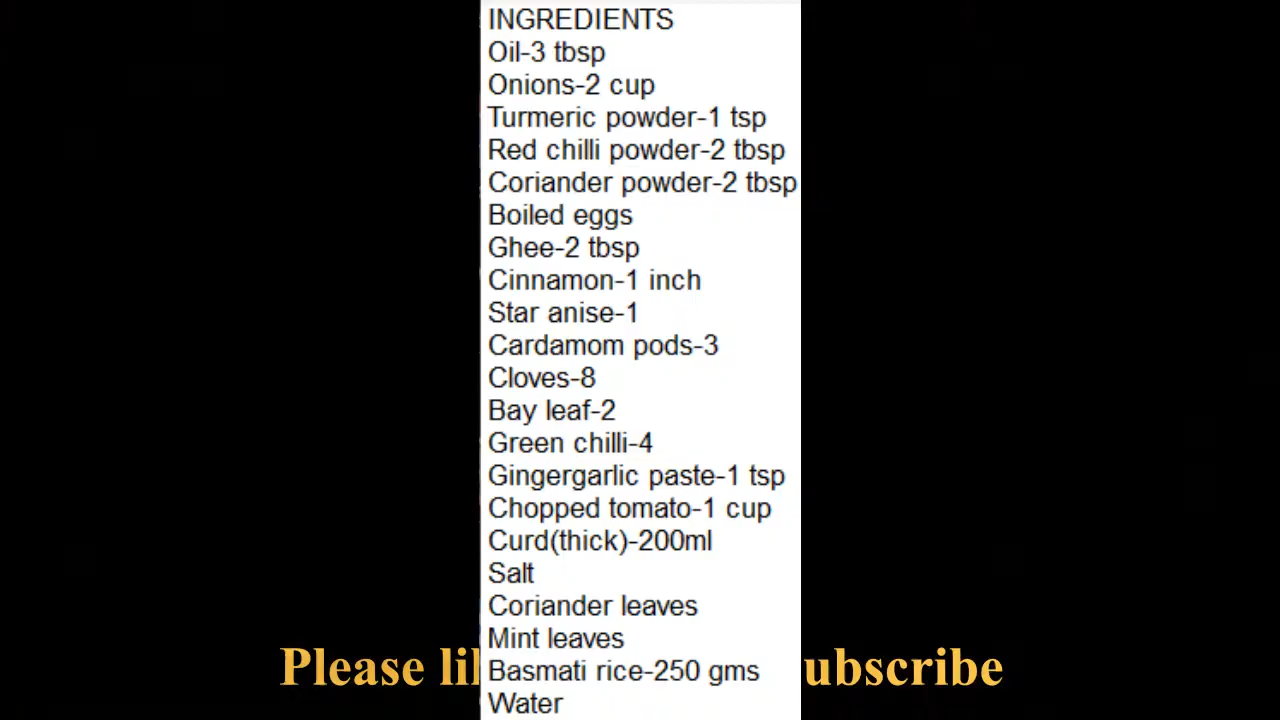 INGREDIENTS
Oil-3 tbsp
Onions-2 cup
Turmeric powder-1 tsp
Red chilli powder-2 tbsp
Coriander powder-2 tbsp
Boiled eggs
Ghee-2 tbsp
Cinnamon-1 inch
Star anise-1
Cardamom pods-3
Cloves-8
Bay leaf-2
Green chilli-4
Gingergarlic paste-1 tsp
Chopped tomato-1 cup
Curd(thick)-200ml
Salt
Coriander leaves
Mint leaves
Basmati rice-250 gms
Water
Please